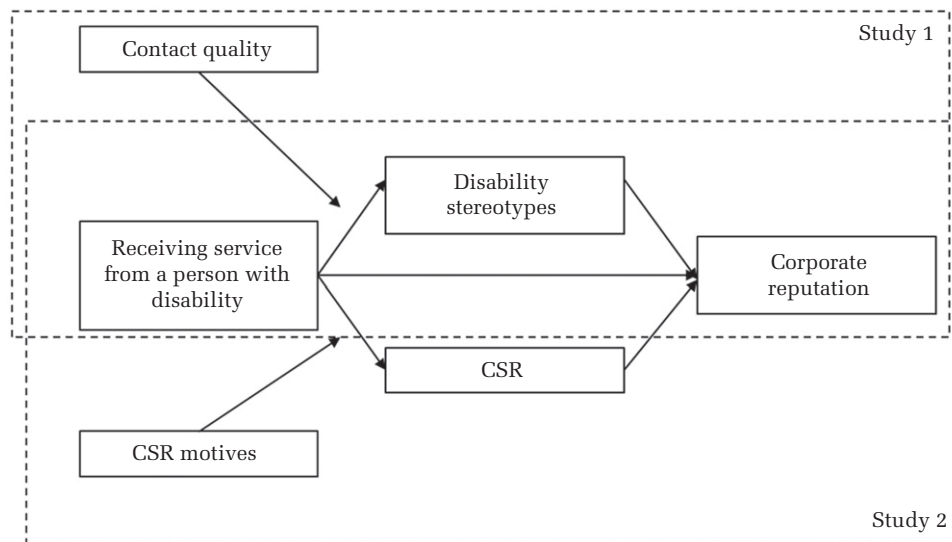 Study 1
Contact quality
Disability
stereotypes
Receiving service
from a person with
disability
Corporate
reputation
CSR
CSR motives
Study 2